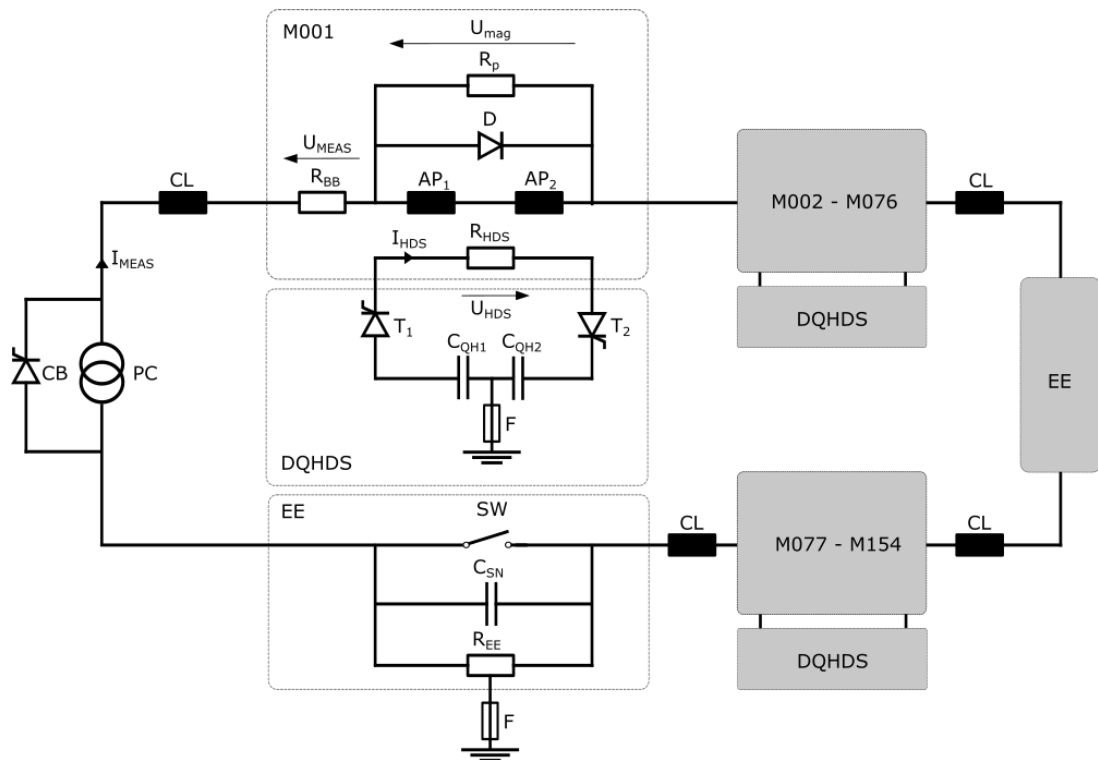 M001
U_mag
R_p
D
U_MEAS
R_BB
AP_1
AP_2
CL
M002 - M076
CL
I_MEAS
I_HDS
R_HDS
U_HDS
T_1
T_2
C_QH1
C_QH2
DQHDS
CB
PC
F
EE
DQHDS
EE
SW
CL
M077 - M154
CL
C_SN
R_EE
DQHDS
F